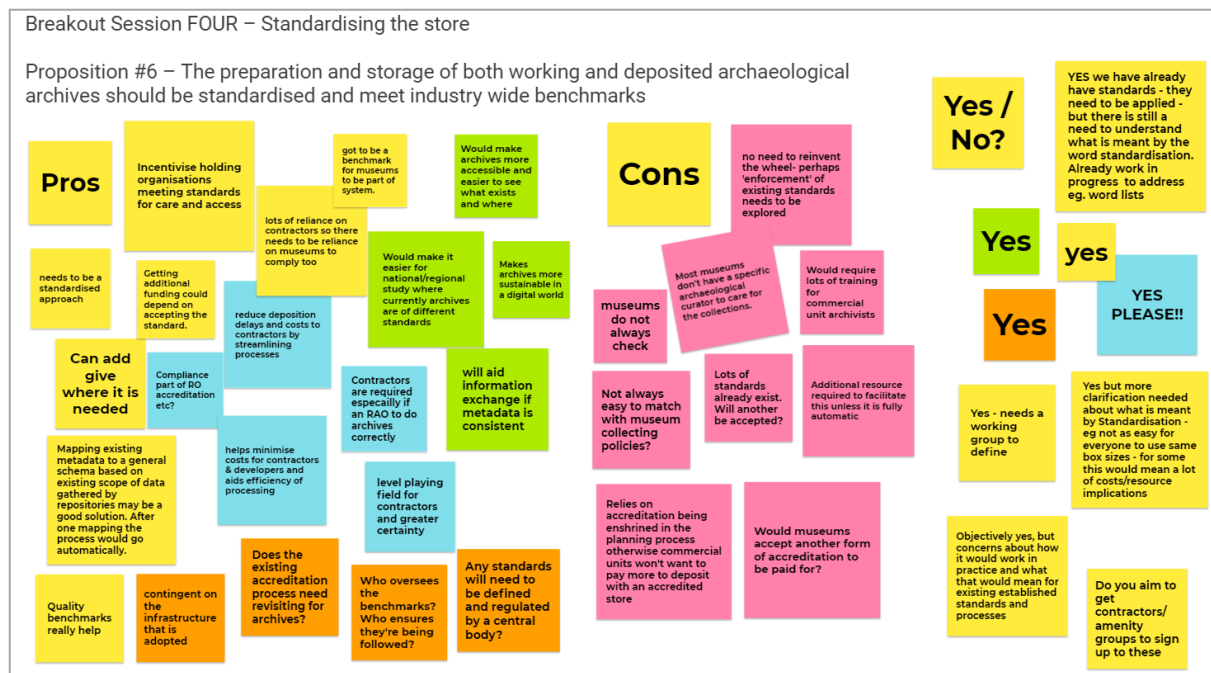 Breakout Session FOUR – Standardising the store
Proposition #6 – The preparation and storage of both working and deposited archaeological
archives should be standardised and meet industry wide benchmarks
Pros
Incentivise holding
organisations
meeting standards
for care and access
got to be a
benchmark
for museums
to be part of
system.
Would make
archives more
accessible and
easier to see
what exists
and where
lots of reliance on
contractors so there
needs to be reliance
on museums to
comply too
needs to be a
standardised
approach
Getting
additional
funding could
depend on
accepting the
standard.
Would make it
easier for
national/regional
study where
currently archives
are of different
standards
Makes
archives more
sustainable in a
digital world
reduce deposition
delays and costs to
contractors by
streamlining
processes
Can add
give
where it is
needed
Compliance
part of RO
accreditation
etc?
Contractors
are required
especailly if
an RAO to do
archives
correctly
will aid
information
exchange if
metadata is
consistent
Mapping existing
metadata to a general
schema based on
existing scope of data
gathered by
repositories may be a
good solution. After
one mapping the
process would go
automatically.
helps minimise
costs for contractors
& developers and
aids efficiency of
processing
level playing
field for
contractors
and greater
certainty
Quality
benchmarks
really help
contingent on
the
infrastructure
that is
adopted
Does the
existing
accreditation
process need
revisiting for
archives?
Who oversees
the
benchmarks?
Who ensures
they're being
followed?
Any standards
will need to
be defined
and regulated
by a central
body?
Cons
no need to reinvent
the wheel- perhaps
'enforcement' of
existing standards
needs to be
explored
Most museums
don't have a specific
archaeological
curator to care for
the collections.
Would require
lots of training
for
commercial
unit archivists
museums
do not
always
check
Not always
easy to match
with museum
collecting
policies?
Lots of
standards
already exist.
Will another
be accepted?
Additional resource
required to facilitate
this unless it is fully
automatic
Relies on
accreditation being
enshrined in the
planning process
otherwise commercial
units won't want to
pay more to deposit
with an accredited
store
Would museums
accept another form
of accreditation to
be paid for?
Yes /
No?
YES we have already
have standards - they
need to be applied -
but there is still a
need to understand
what is meant by the
word standardisation.
Already work in
progress to address
eg. word lists
Yes
yes
Yes
YES
PLEASE!!
Yes - needs a
working
group to
define
Yes but more
clarification needed
about what is meant
by Standardisation -
eg not as easy for
everyone to use same
box sizes - for some
this would mean a lot
of costs/resource
implications
Objectively yes, but
concerns about how
it would work in
practice and what
that would mean for
existing established
standards and
processes
Do you aim to
get
contractors/
amenity
groups to sign
up to these